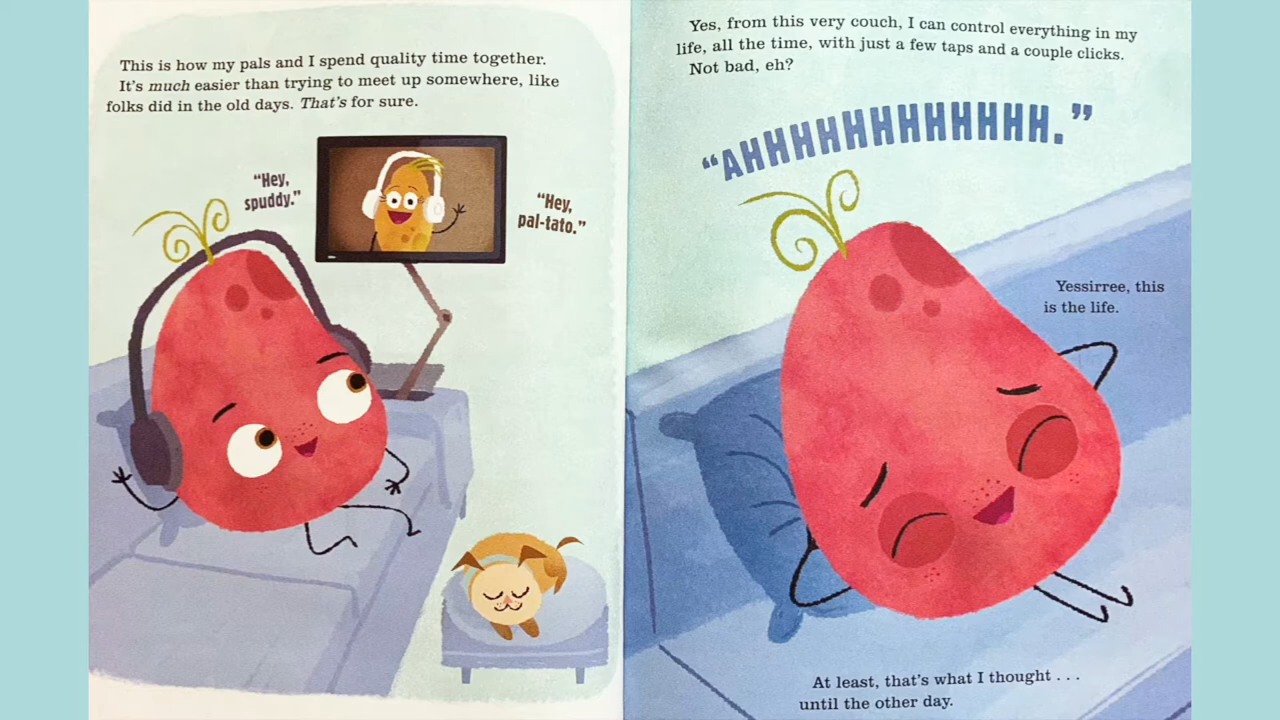 This is how my pals and I spend quality time together.
It's much easier than trying to meet up somewhere, like
folks did in the old days. That's for sure.
"Hey,
spuddy."
"Hey,
pal-tato."
Yes, from this very couch, I can control everything in my
life, all the time, with just a few taps and a couple clicks.
Not bad, eh?
"AHHHHHHHHHHHH."
Yessirree, this
is the life.
At least, that's what I thought . . .
until the other day.